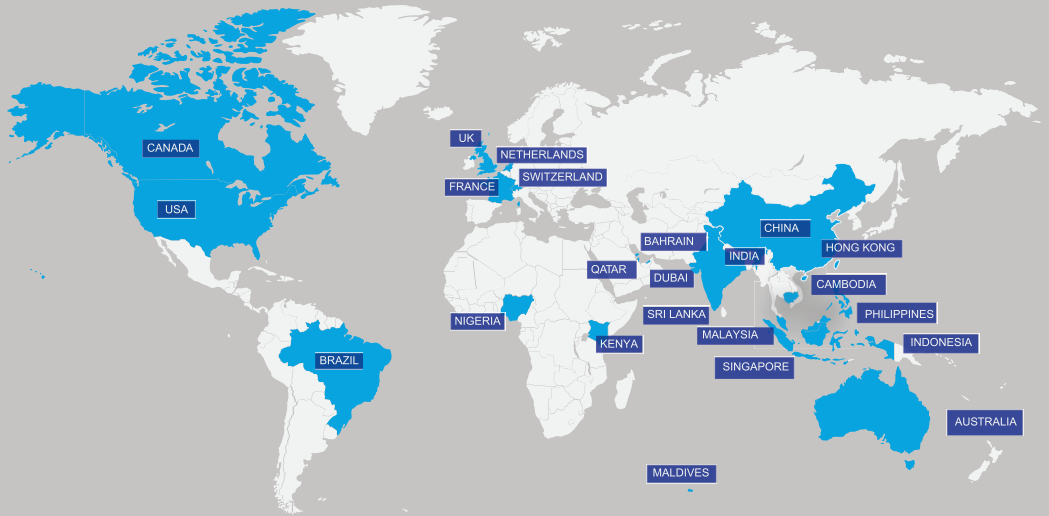 UK
CANADA
NETHERLANDS
SWITZERLAND
FRANCE
USA
CHINA
BAHRAIN
HONG KONG
INDIA
QATAR
DUBAI
CAMBODIA
SRI LANKA
PHILIPPINES
NIGERIA
MALAYSIA
KENYA
INDONESIA
BRAZIL
SINGAPORE
AUSTRALIA
MALDIVES